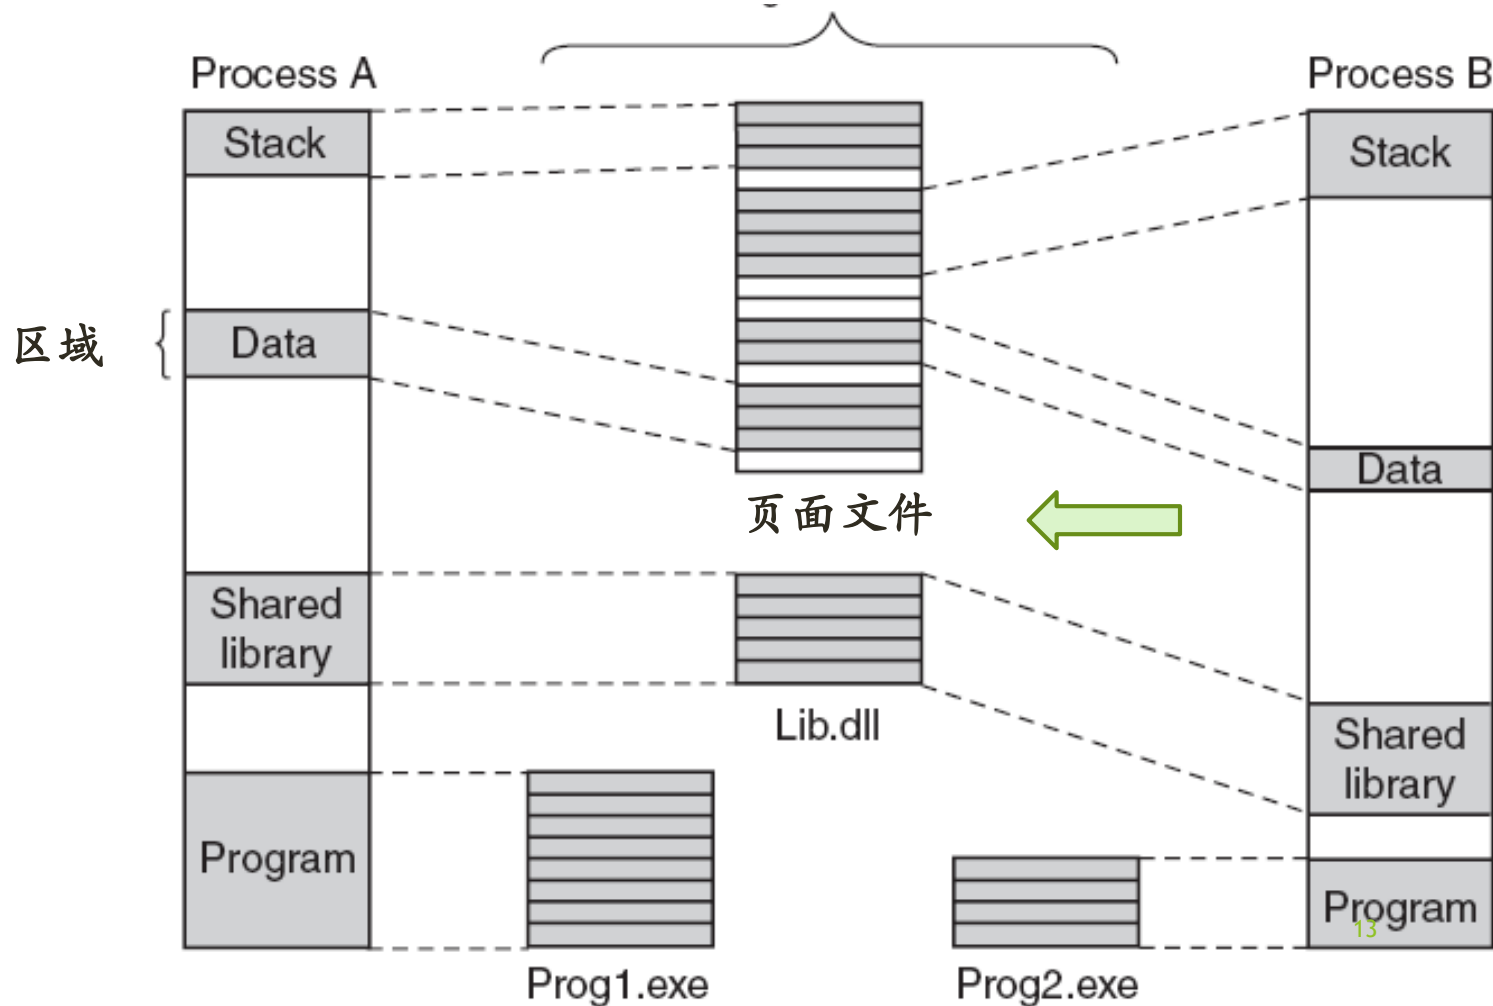 Process A
Process B
Stack
Stack
区域
Data
Data
页面文件
Shared
library
Lib.dll
Shared
library
Program
Program
13
Prog1.exe
Prog2.exe